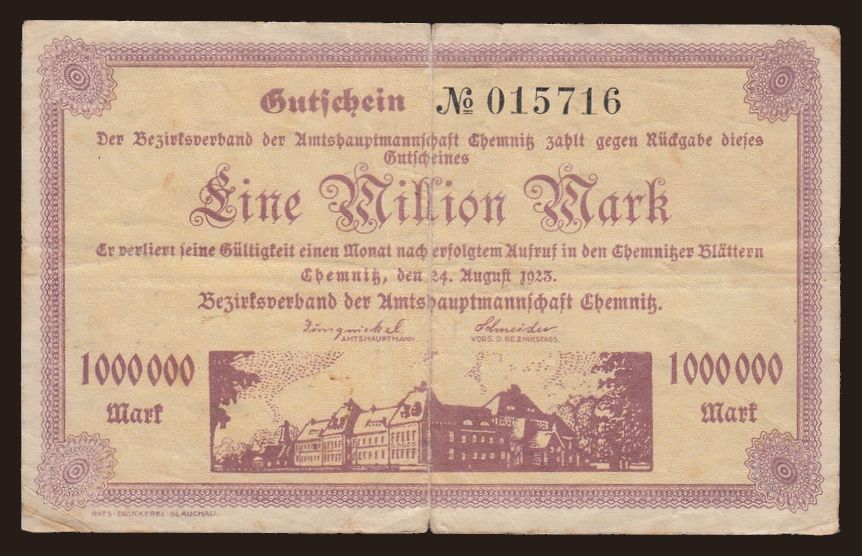 Gutschein № 015716
Der Bezirksverband der Amtshauptmannschaft Chemnitz zahlt gegen Rückgabe dieses
Gutscheines
Eine Million Mark
Er verliert seine Gültigkeit einen Monat nach erfolgtem Aufruf in den Chemnitzer Blättern
Chemnitz, den 24. August 1923.
Bezirksverband der Amtshauptmannschaft Chemnitz.
Jungnickel Schneider
AMTSHAUPTMANN. VORS. D. BEZIRKSTAGS.
1000000 1000000
Mark Mark
RATS-DRUCKEREI GLAUCHAU.